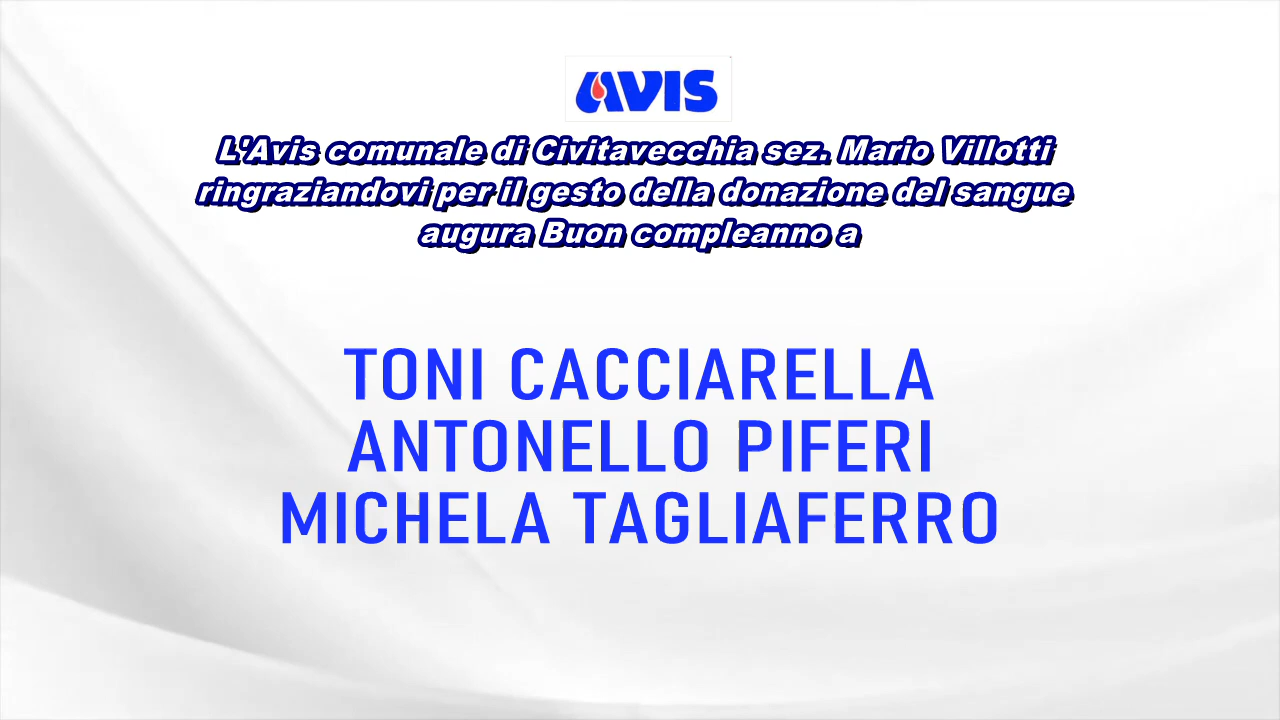 AVIS
L'Avis comunale di Civitavecchia sez. Mario Villotti
ringraziandovi per il gesto della donazione del sangue
augura Buon compleanno a
TONI CACCIARELLA
ANTONELLO PIFERI
MICHELA TAGLIAFERRO